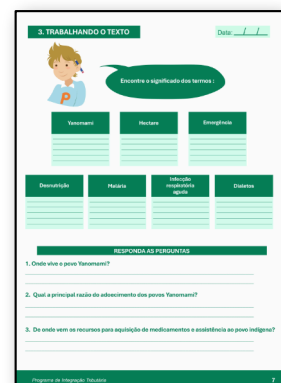 3. TRABALHANDO O TEXTO
Data: __/__/__
Encontre o significado dos termos :
P
Yanomami
Hectare
Emergência
Desnutrição
Malária
Infecção
respiratória
aguda
Dialetos
RESPONDA AS PERGUNTAS
1. Onde vive o povo Yanomami?
2. Qual a principal razão do adoecimento dos povos Yanomami?
3. De onde vem os recursos para aquisição de medicamentos e assistência ao povo indígena?
Programa de Integração Tributária
7